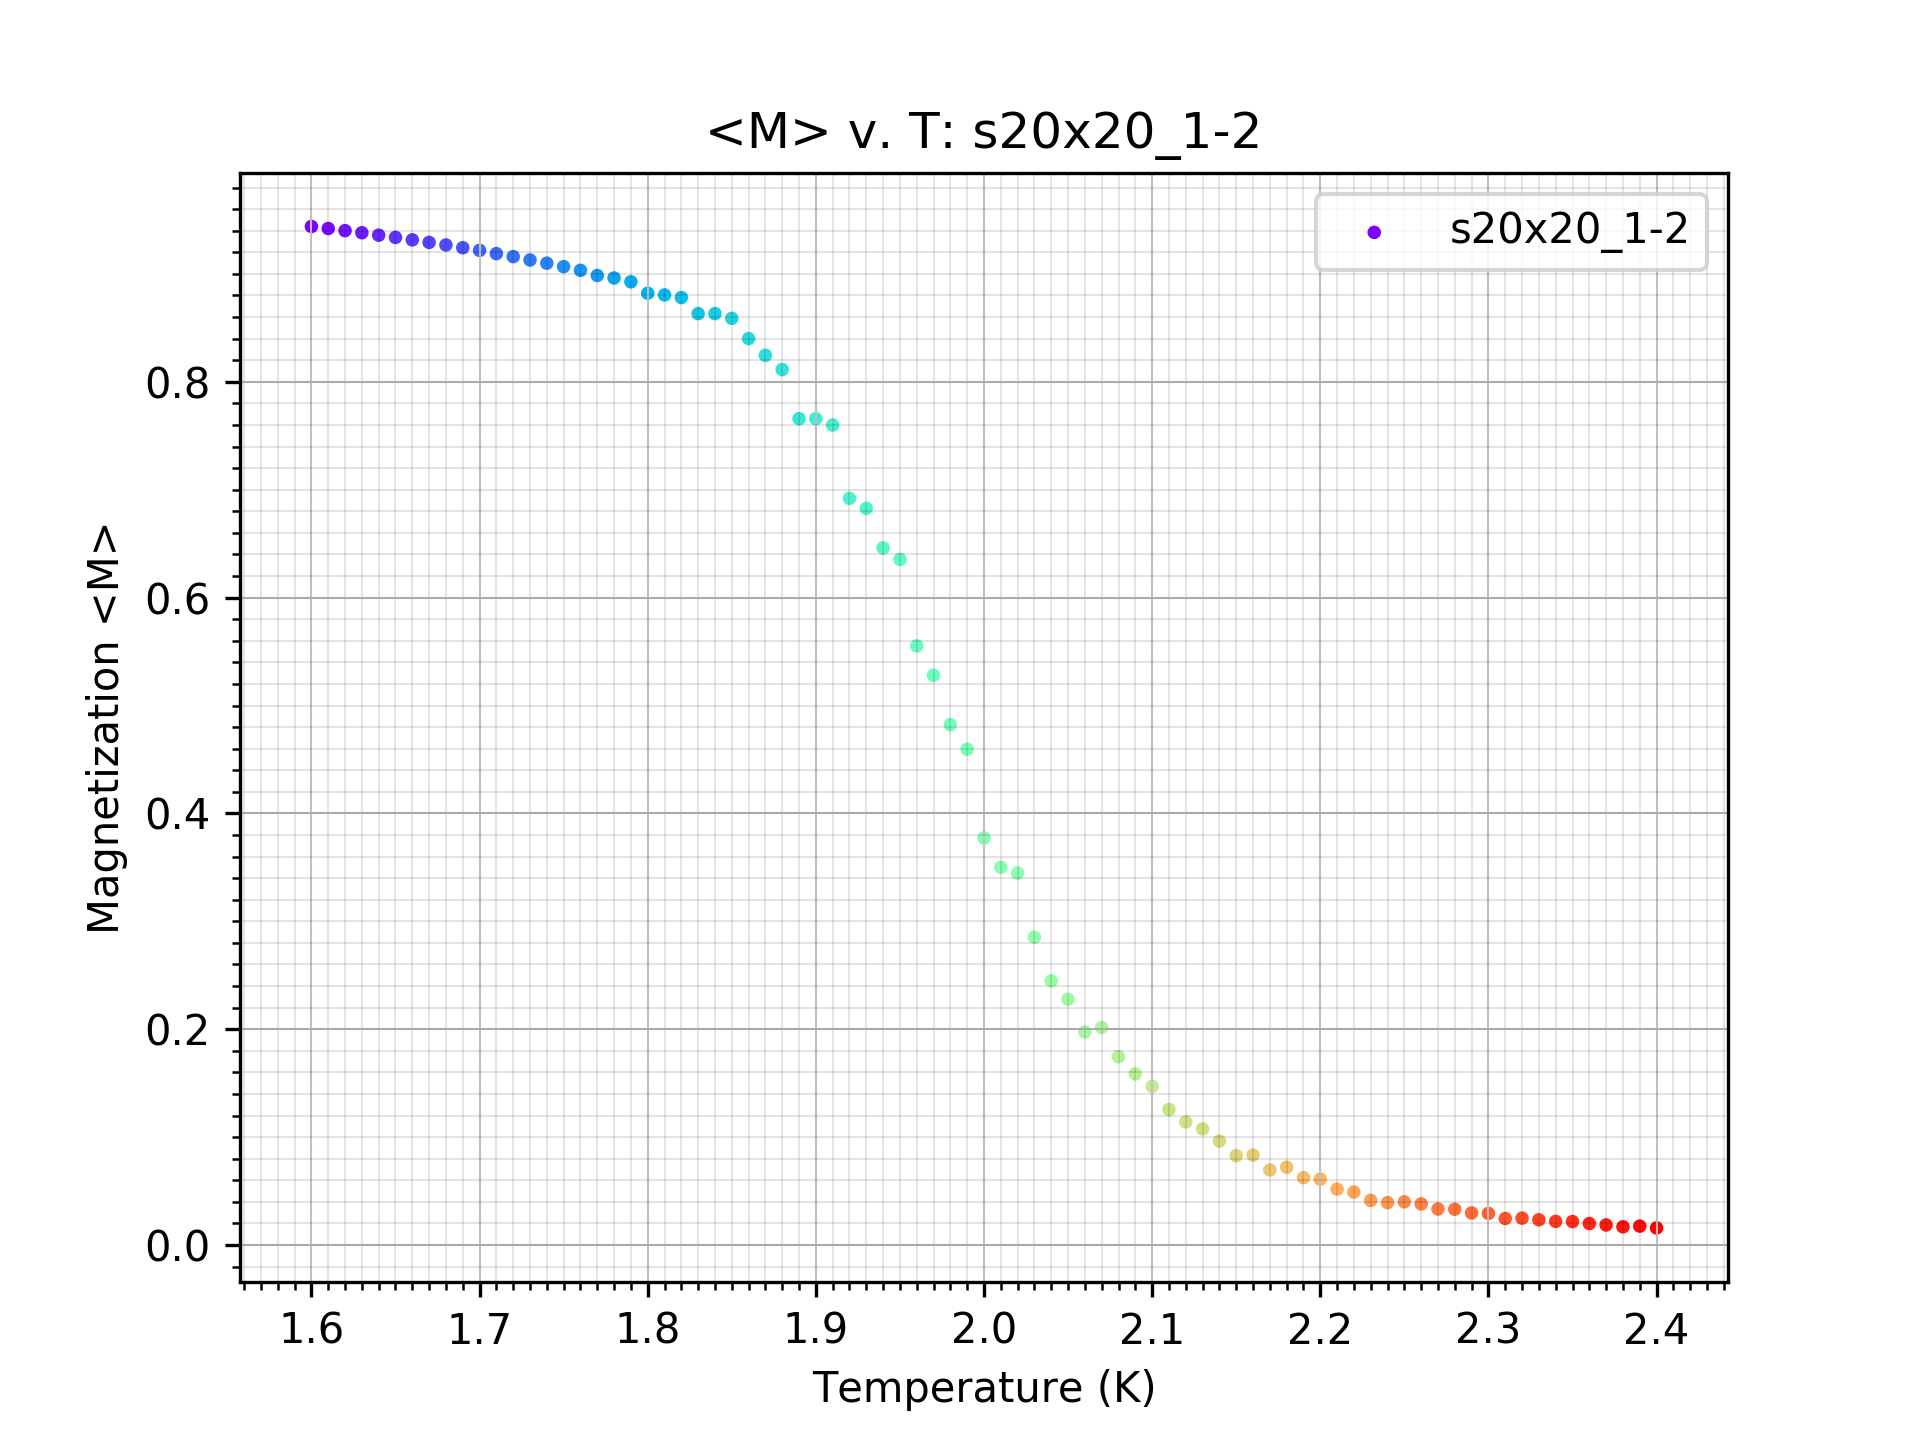 <M> v. T: s20x20_1-2
s20x20_1-2
Magnetization <M>
0.8
0.6
0.4
0.2
0.0
1.6 1.7 1.8 1.9 2.0 2.1 2.2 2.3 2.4
Temperature (K)